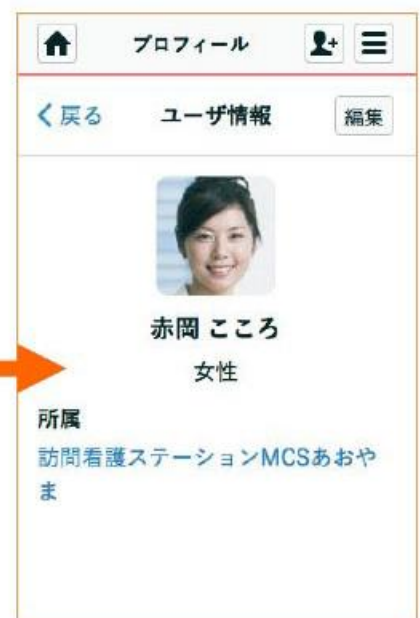 プロフィール
戻る ユーザ情報 編集
赤岡 こころ
女性
所属
訪問看護ステーションMCSあおや
ま